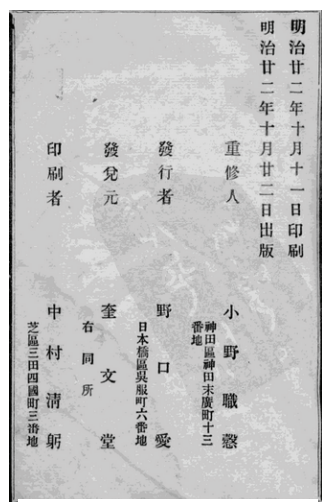 明治廿二年十月十一日印刷
明治廿二年十月廿二日出版
重修人 小野職愨
神田區神田末廣町十三番地
發行者 野口愛
日本橋區吳服町六番地
發兌元 奎文堂
右同所
印刷者 中村清躬
芝區三田四國町三番地